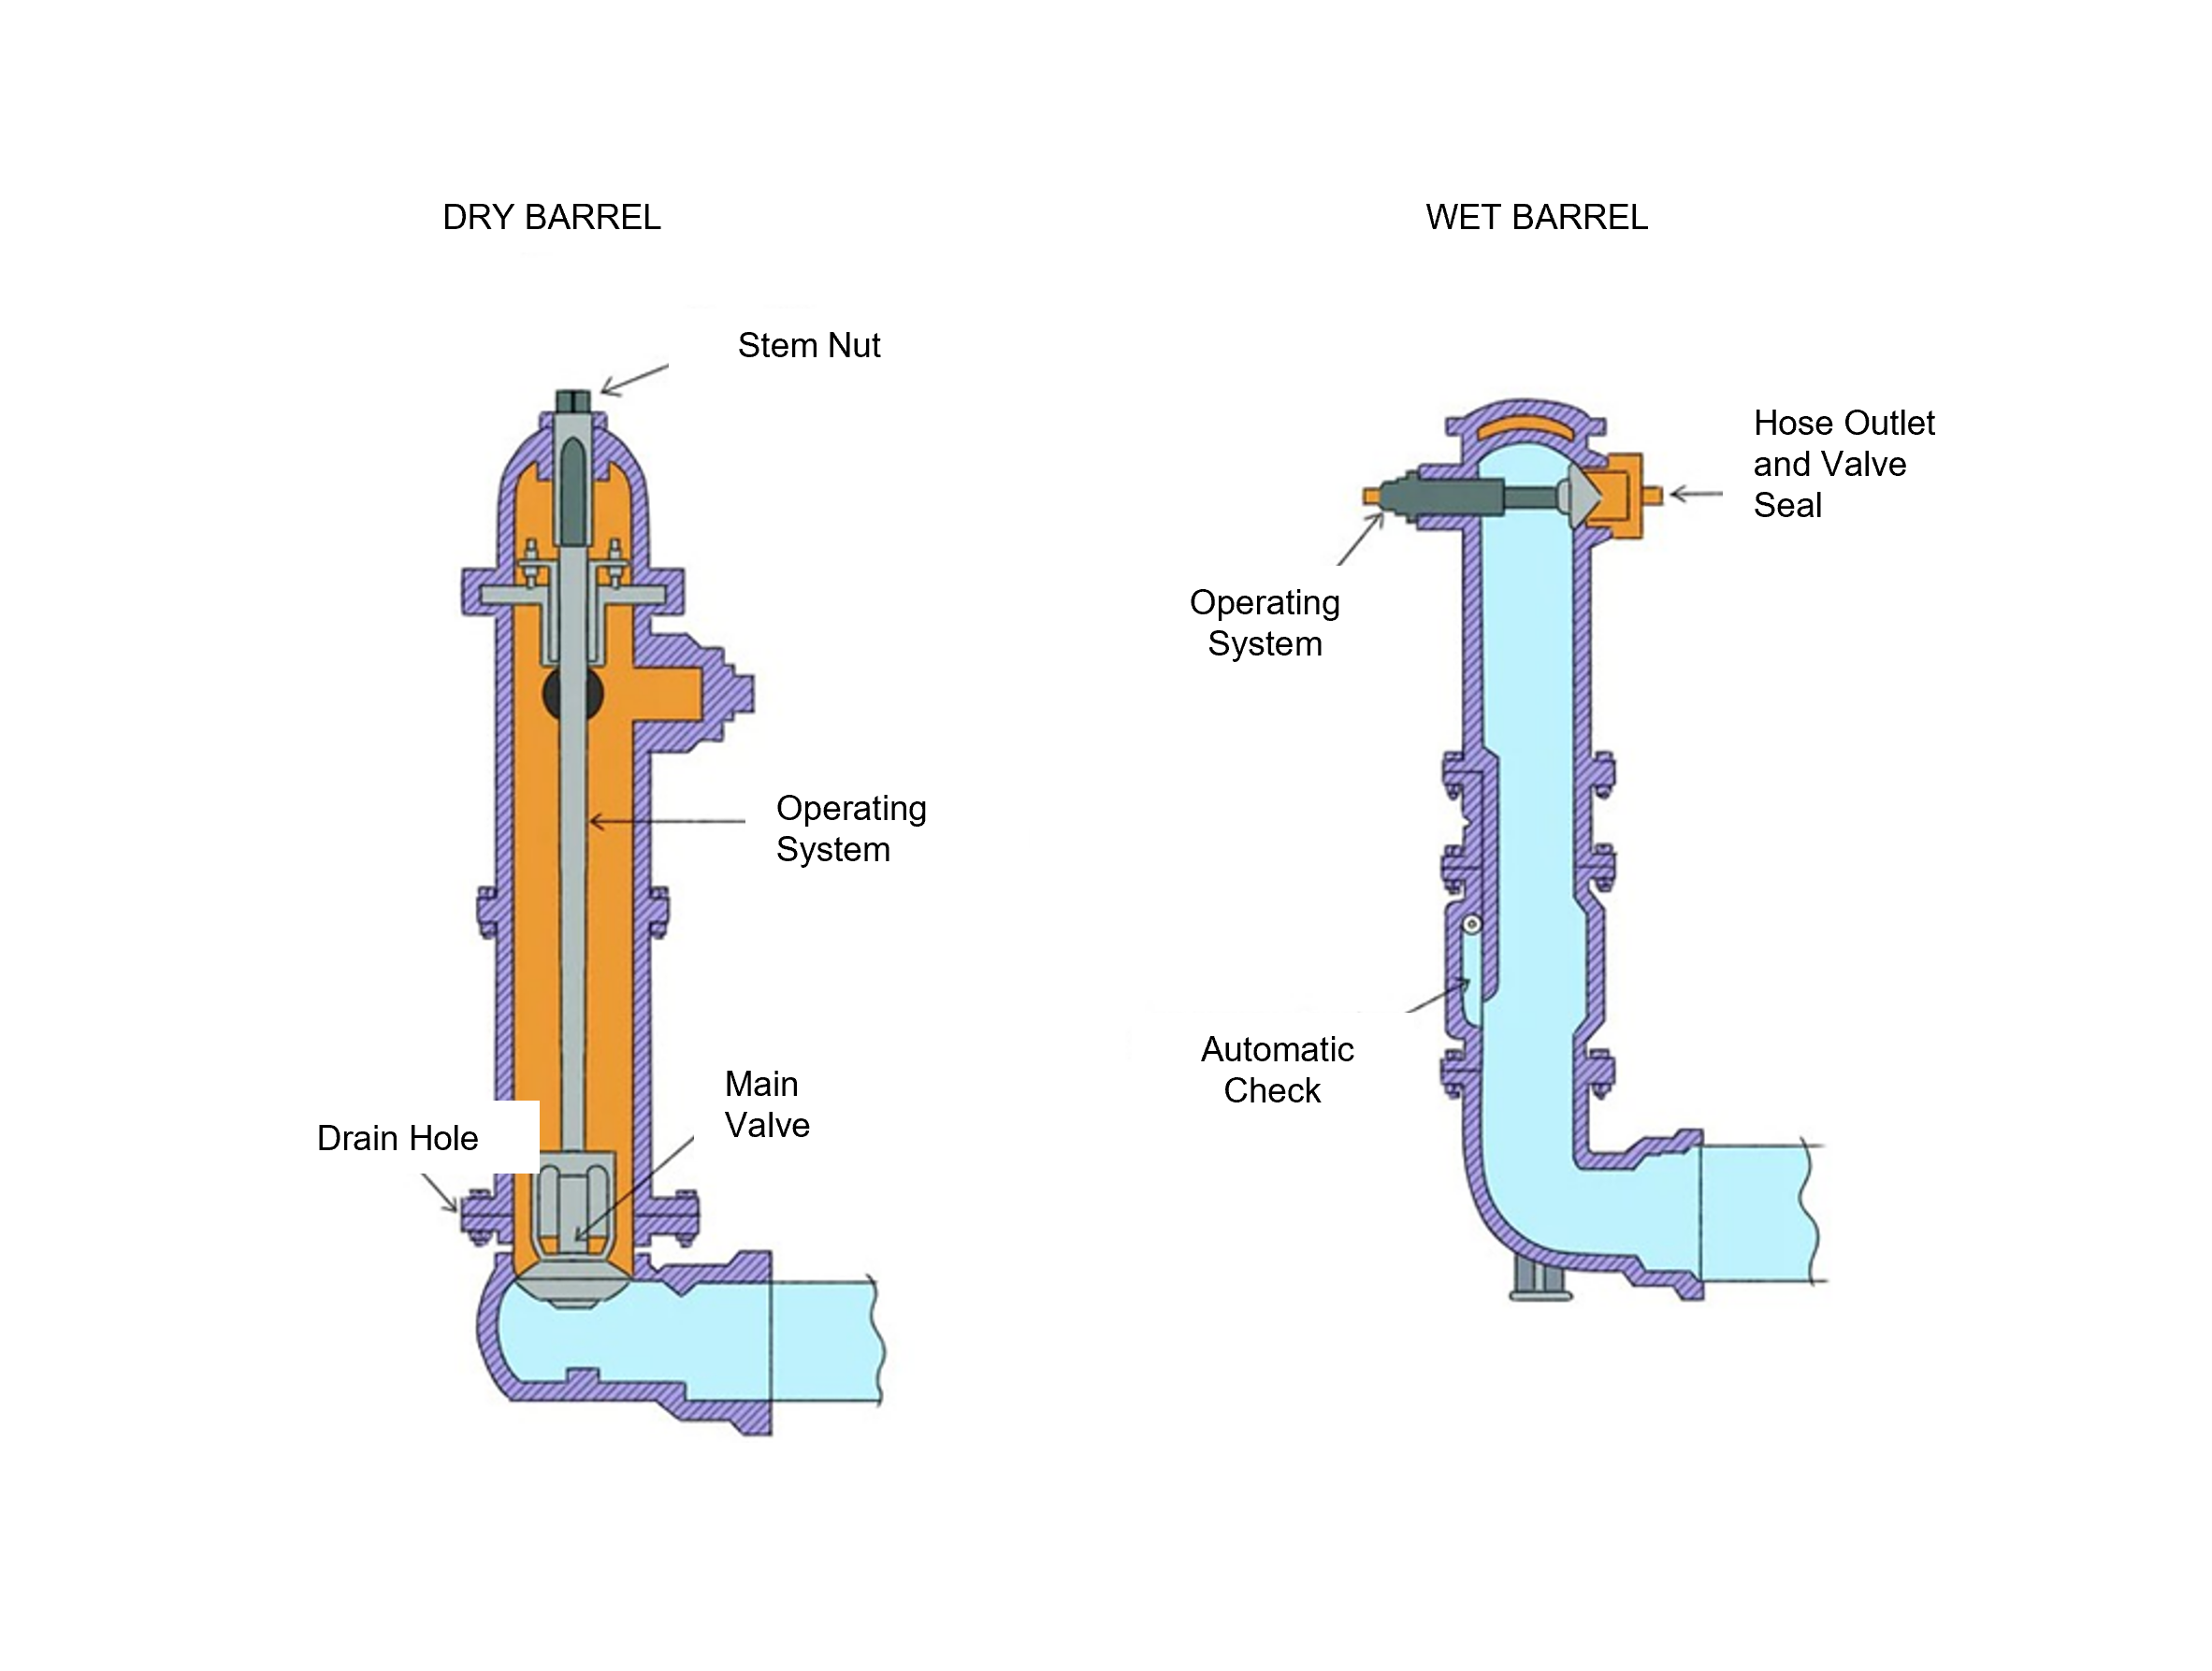 DRY BARREL
Stem Nut
Operating
System
Main
Valve
Drain Hole
WET BARREL
Hose Outlet
and Valve
Seal
Operating
System
Automatic
Check